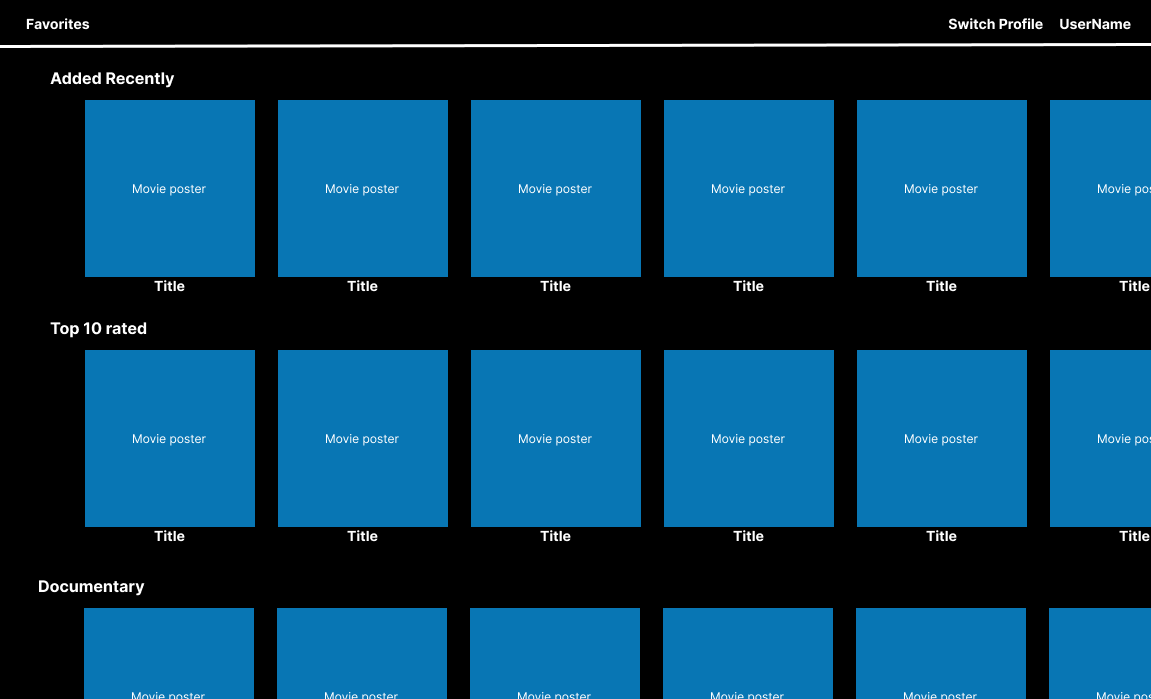 Favorites Switch Profile UserName
Added Recently
Movie poster Movie poster Movie poster Movie poster Movie poster Movie pos
Title Title Title Title Title Title
Top 10 rated
Movie poster Movie poster Movie poster Movie poster Movie poster Movie pos
Title Title Title Title Title Title
Documentary
Movie poster Movie poster Movie poster Movie poster Movie poster Movie pos